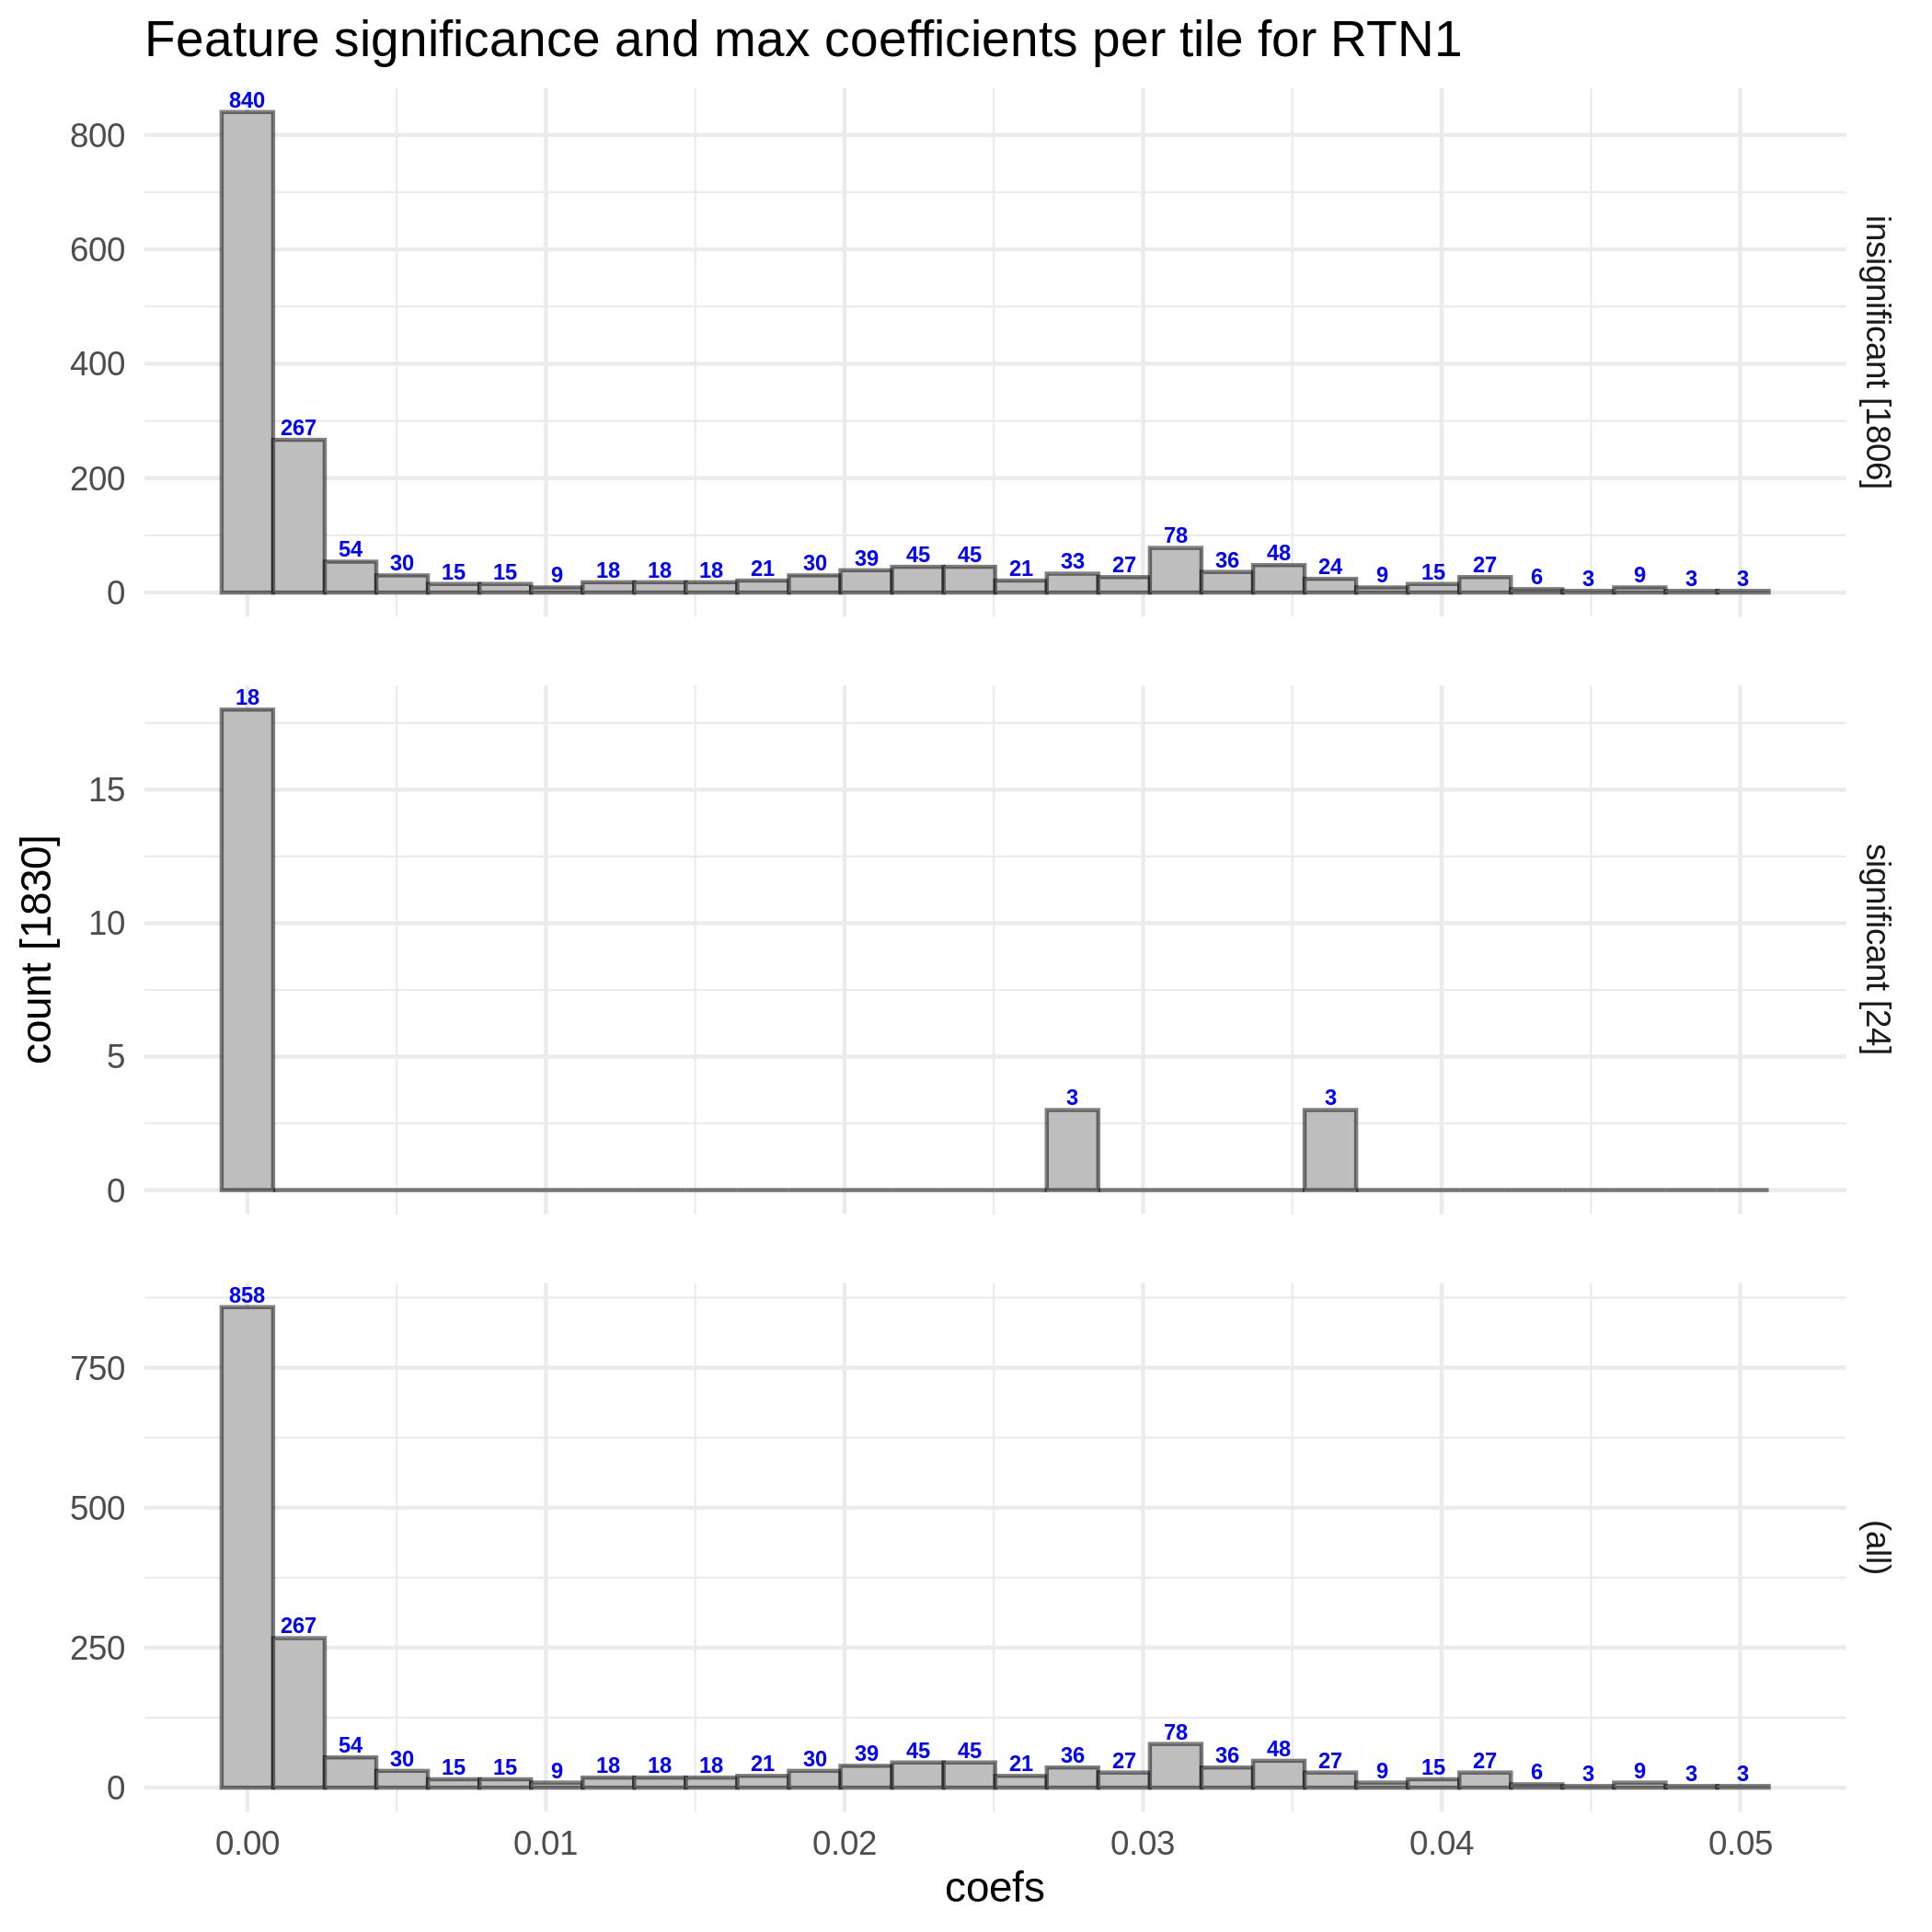 Feature significance and max coefficients per tile for RTN1
840
800
600
400
267
200
54 30 15 15 9 18 18 18 21 30 39 45 45 21 33 27 78 36 48 24 9 15 27 6 3 9 3 3
0
insignificant [1806]
18
15
10
5
3 3
0
significant [24]
count [1830]
858
750
500
267
250
54 30 15 15 9 18 18 18 21 30 39 45 45 21 36 27 78 36 48 27 9 15 27 6 3 9 3 3
0
(all)
0.00 0.01 0.02 0.03 0.04 0.05
coefs